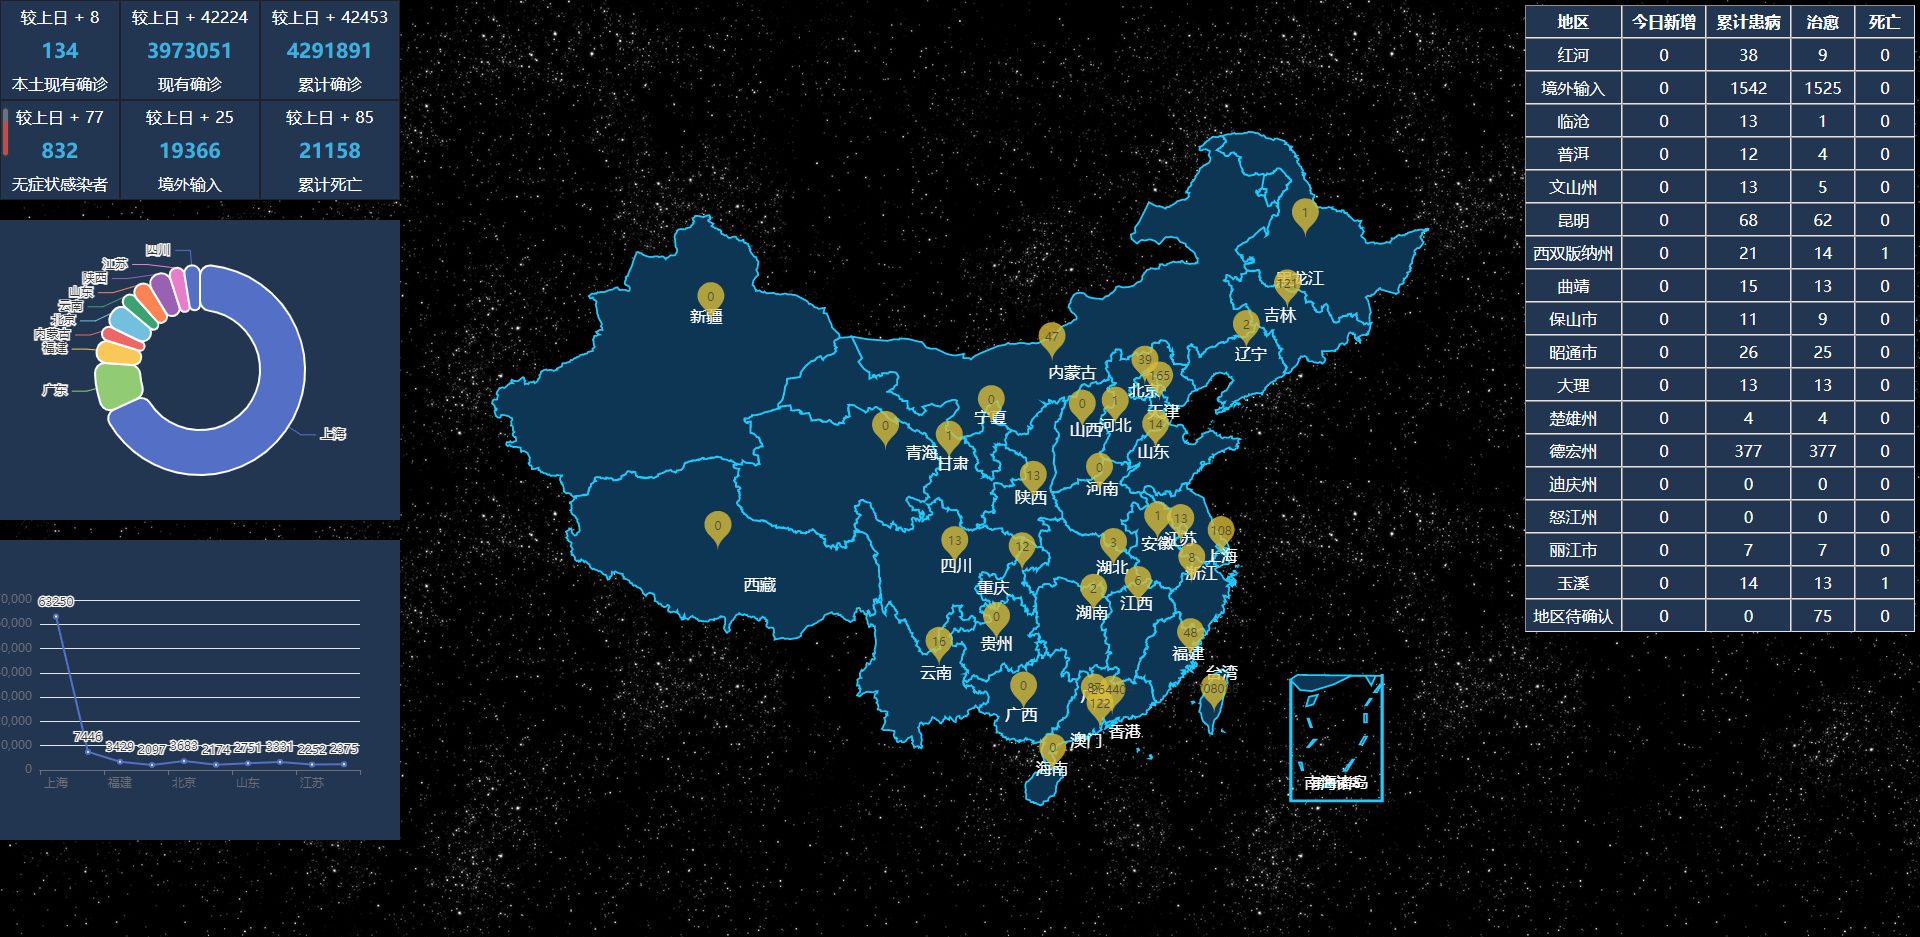 较上日 + 8
较上日 + 42224
较上日 + 42453
134
3973051
4291891
本土现有确诊
现有确诊
累计确诊
较上日 + 77
较上日 + 25
较上日 + 85
832
19366
21158
无症状感染者
境外输入
累计死亡
四川
江苏
陕西
山东
云南
北京
内蒙古
福建
广东
上海
63250
7446
3429
2097
3683
2174
2751
3391
2252
2375
0
上海
福建
北京
山东
江苏
1
黑龙江
121
吉林
2
辽宁
0
新疆
47
内蒙古
39
165
北京
天津
0
宁夏
0
山西
1
河北
0
青海
1
甘肃
14
山东
0
河南
13
陕西
0
西藏
13
四川
12
重庆
3
湖北
1
安徽
13
江苏
108
上海
8
浙江
2
湖南
6
江西
0
贵州
48
福建
16
云南
0
广西
87
26440
122
澳门
香港
台湾
0
海南
南海诸岛
地区 今日新增 累计患病 治愈 死亡
红河 0 38 9 0
境外输入 0 1542 1525 0
临沧 0 13 1 0
普洱 0 12 4 0
文山州 0 13 5 0
昆明 0 68 62 0
西双版纳州 0 21 14 1
曲靖 0 15 13 0
保山市 0 11 9 0
昭通市 0 26 25 0
大理 0 13 13 0
楚雄州 0 4 4 0
德宏州 0 377 377 0
迪庆州 0 0 0 0
怒江州 0 0 0 0
丽江市 0 7 7 0
玉溪 0 14 13 1
地区待确认 0 0 75 0